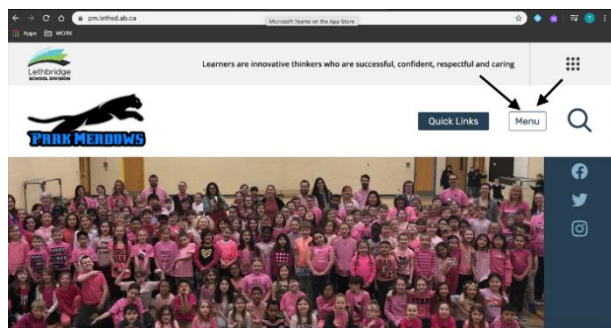 pm.lethsd.ab.ca
Microsoft Teams on the App Store
Apps WORK
Lethbridge
SCHOOL DIVISION
Learners are innovative thinkers who are successful, confident, respectful and caring
PARK MEADOWS
Quick Links
Menu